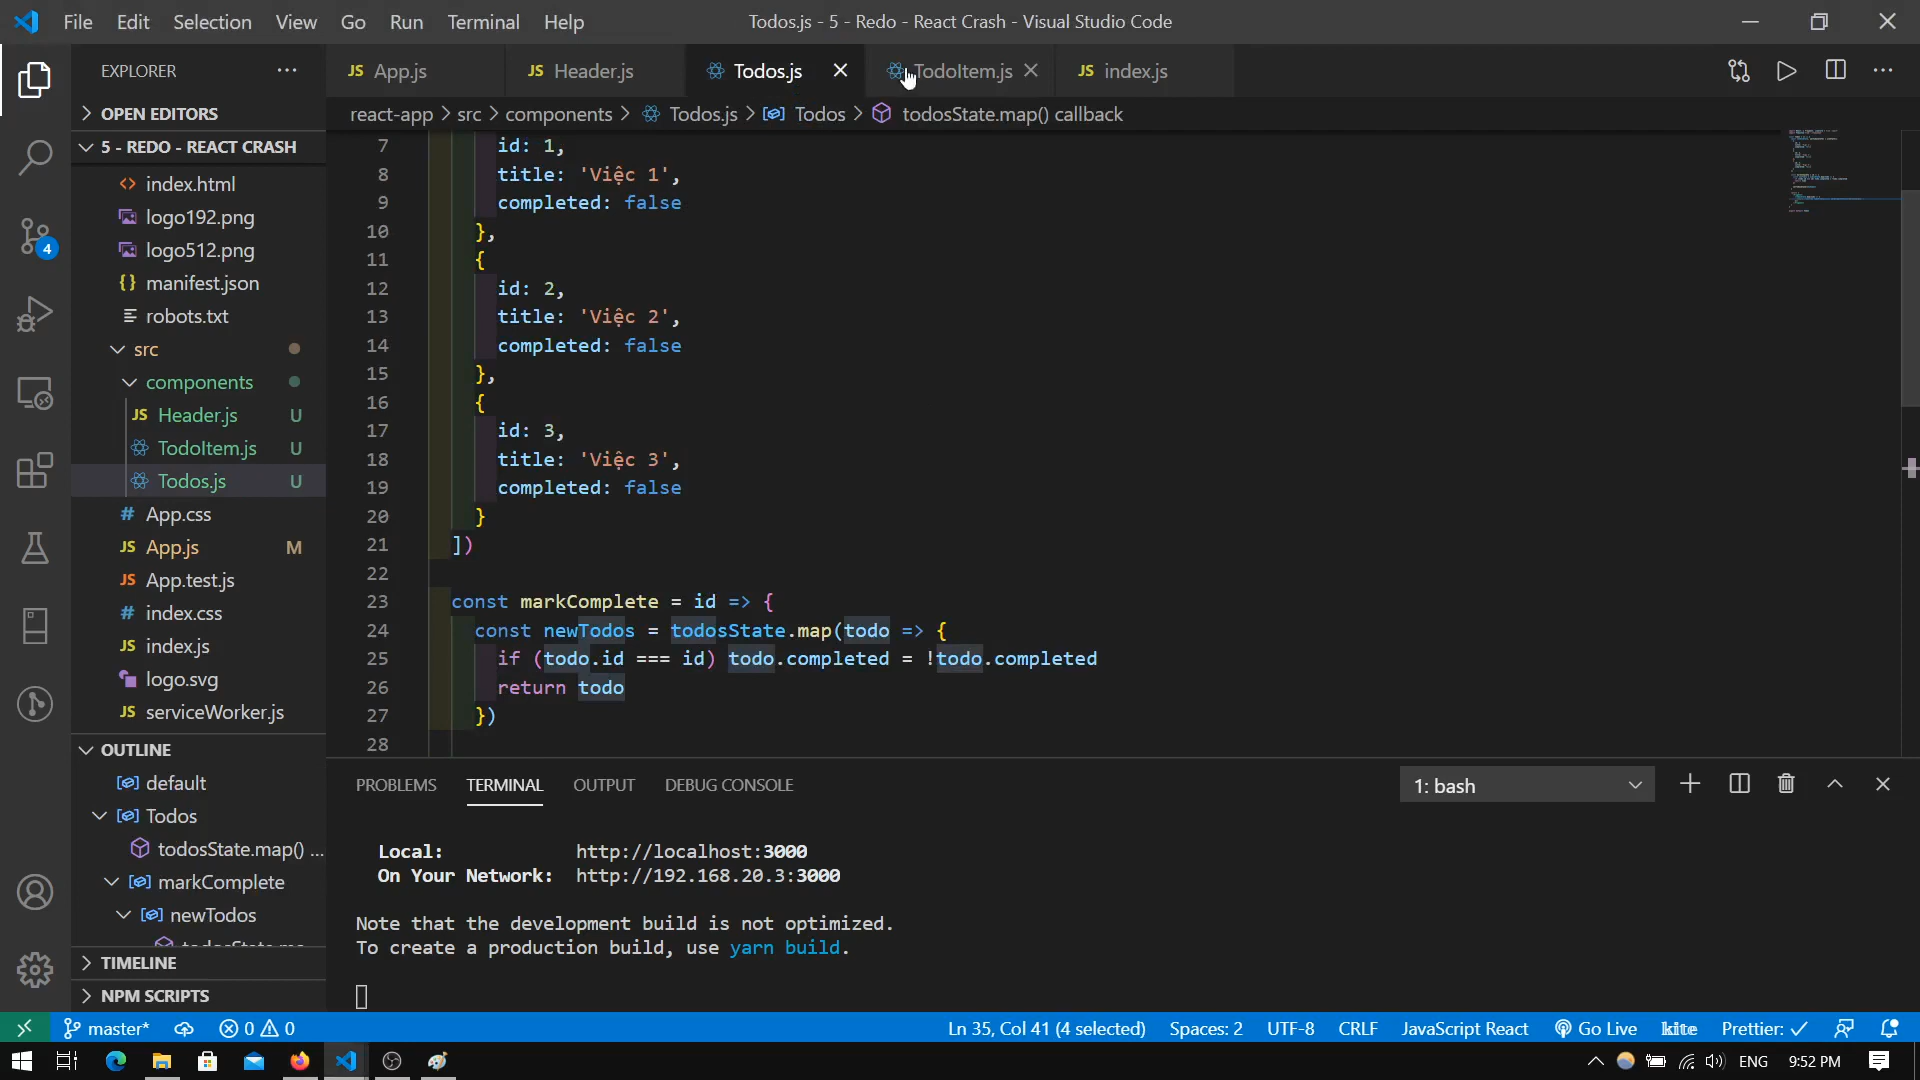 File Edit Selection View Go Run Terminal Help
Todos.js - 5 - Redo - React Crash - Visual Studio Code
EXPLORER
JS App.js
JS Header.js
Todos.js
TodoItem.js
JS index.js
OPEN EDITORS
react-app > src > components > Todos.js > Todos > todosState.map() callback
5 - REDO - REACT CRASH
index.html
logo192.png
logo512.png
manifest.json
robots.txt
src
components
JS Header.js U
TodoItem.js U
Todos.js U
# App.css
JS App.js M
JS App.test.js
# index.css
JS index.js
logo.svg
JS serviceWorker.js
4
OUTLINE
default
Todos
todosState.map() ...
markComplete
newTodos
TIMELINE
NPM SCRIPTS
7 id: 1,
8 title: 'Việc 1',
9 completed: false
10 },
11 {
12 id: 2,
13 title: 'Việc 2',
14 completed: false
15 },
16 {
17 id: 3,
18 title: 'Việc 3',
19 completed: false
20 }
21 ])
22
23 const markComplete = id => {
24 const newTodos = todosState.map(todo => {
25 if (todo.id === id) todo.completed = !todo.completed
26 return todo
27 })
28
PROBLEMS TERMINAL OUTPUT DEBUG CONSOLE
1: bash
Local: http://localhost:3000
On Your Network: http://192.168.20.3:3000
Note that the development build is not optimized.
To create a production build, use yarn build.
master* 0 0
Ln 35, Col 41 (4 selected) Spaces: 2 UTF-8 CRLF JavaScript React Go Live kite Prettier: ✓
ENG 9:52 PM